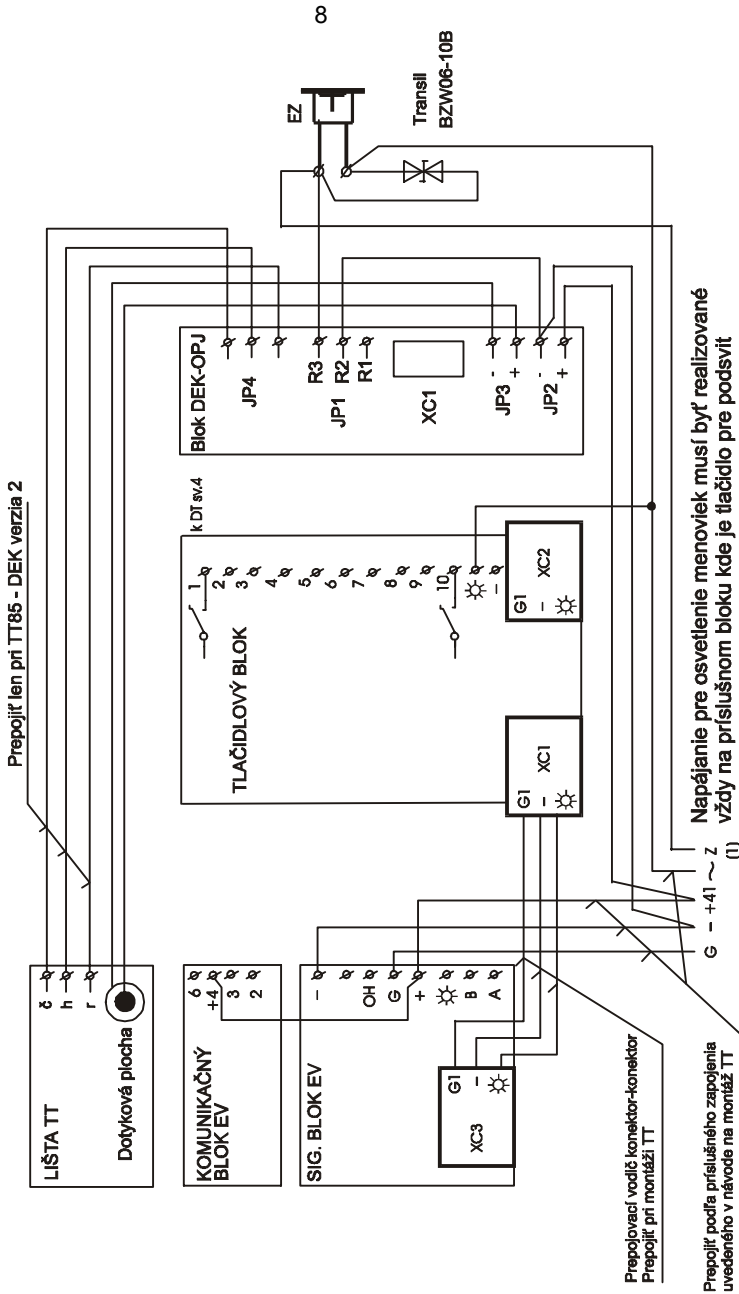 8
Prepojiť len pri TT85 - DEK verzia 2
LIŠTA TT
č
h
r
Dotyková plocha
KOMUNIKAČNÝ
BLOK EV
6
+4
3
2
SIG. BLOK EV
–
OH
G
+
B
A
XC3
G1
–
TLAČIDLOVÝ BLOK
k DT sv.4
1
2
3
4
5
6
7
8
9
10
–
XC1
G1
–
XC2
G1
–
Blok DEK-OPJ
JP4
R3
JP1 R2
R1
XC1
-
JP3 +
-
JP2 +
EZ
Transil
BZW06-10B
G – +41 ~ Z
(1)
Napájanie pre osvetlenie menoviek musí byť realizované
vždy na príslušnom bloku kde je tlačidlo pre podsvit
Prepojovací vodič konektor-konektor
Prepojiť pri montáži TT
Prepojiť podľa príslušného zapojenia
uvedeného v návode na montáž TT